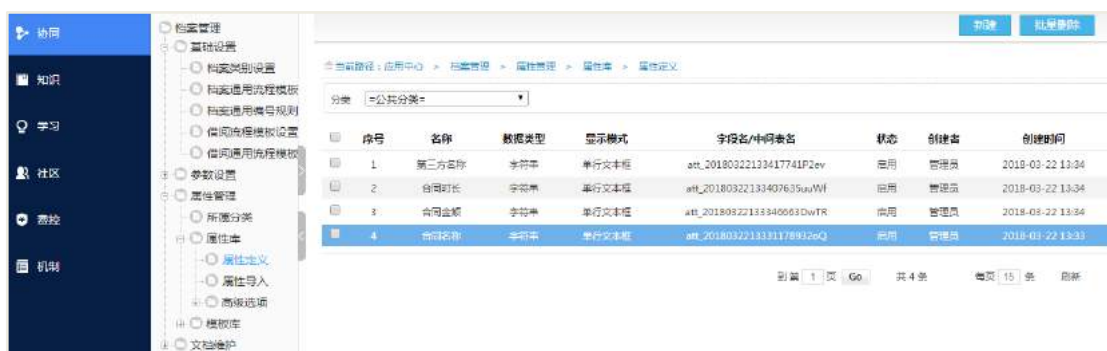 协同
知识
学习
社区
费控
机制
档案管理
基础设置
档案类别设置
档案通用流程模板
档案通用编号规则
借阅流程模板设置
借阅通用流程模板
参数设置
属性管理
所属分类
属性库
属性定义
属性导入
高级选项
模板库
文档维护
新建 批量删除
当前路径：应用中心 > 档案管理 > 属性管理 > 属性库 > 属性定义
分类 =公共分类=
序号 名称 数据类型 显示模式 字段名/中间表名 状态 创建者 创建时间
1 第三方名称 字符串 单行文本框 att_20180322133417741P2ev 启用 管理员 2018-03-22 13:34
2 合同时长 字符串 单行文本框 att_20180322133407635uuWf 启用 管理员 2018-03-22 13:34
3 合同金额 字符串 单行文本框 att_20180322133346663DwTR 启用 管理员 2018-03-22 13:34
4 合同名称 字符串 单行文本框 att_2018032213331178932oQ 启用 管理员 2018-03-22 13:33
到第 1 页 Go 共 4 条 每页 15 条 刷新